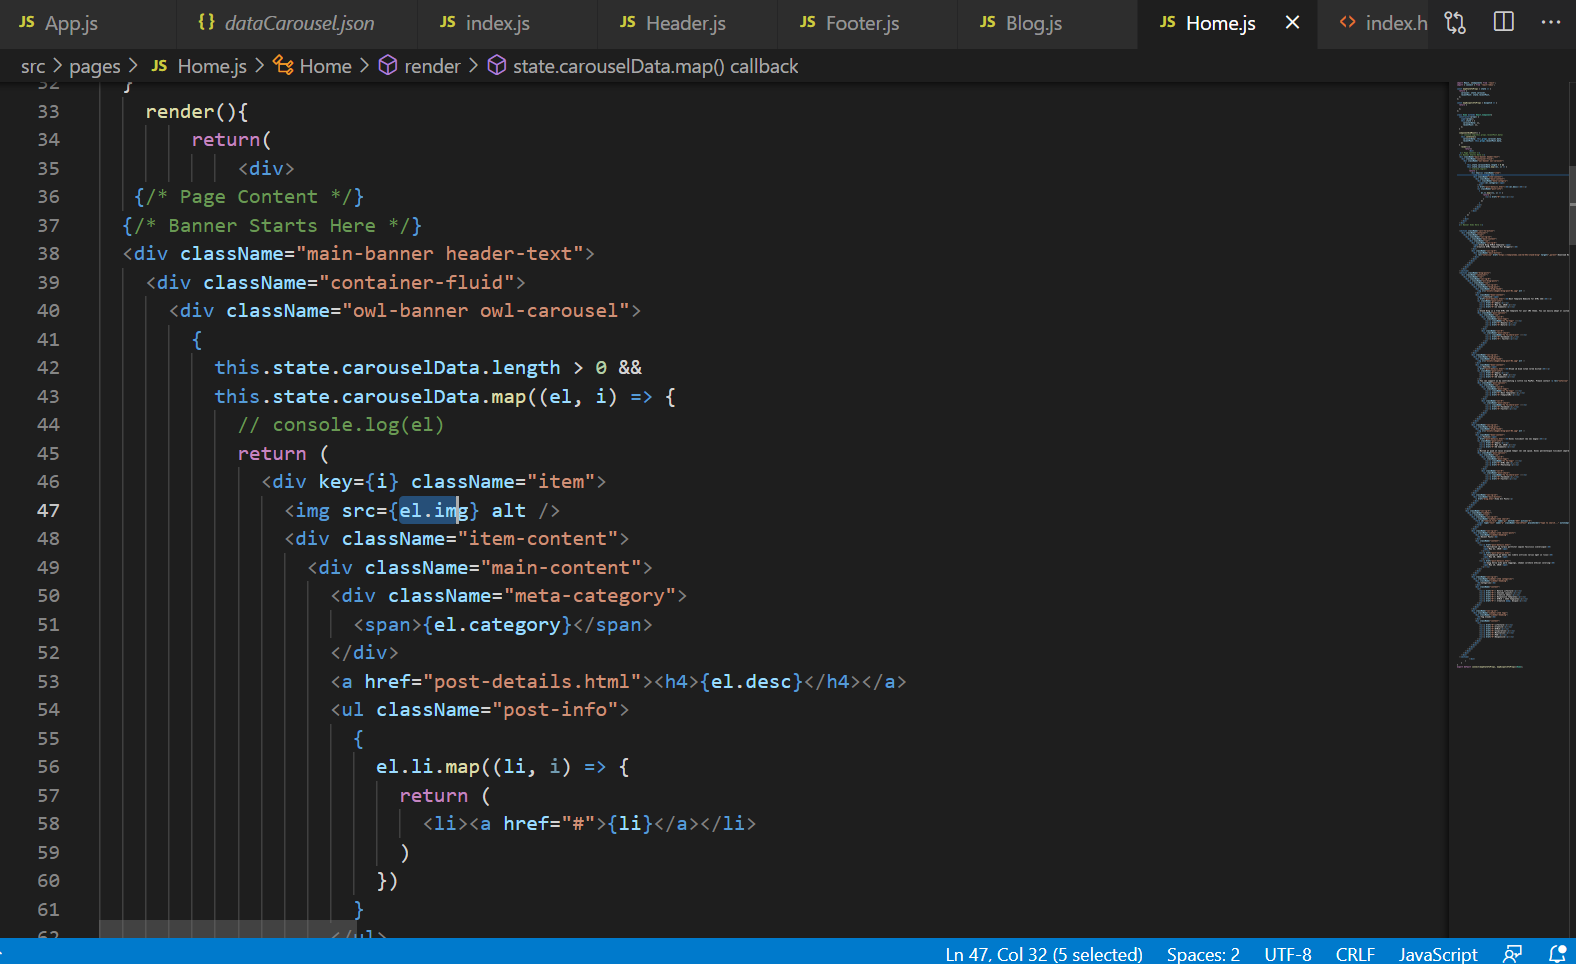 JS App.js
{} dataCarousel.json
JS index.js
JS Header.js
JS Footer.js
JS Blog.js
JS Home.js
<> index.h
src > pages > JS Home.js > Home > render > state.carouselData.map() callback
32 }
33 render(){
34 return(
35 <div>
36 {/* Page Content */}
37 {/* Banner Starts Here */}
38 <div className="main-banner header-text">
39 <div className="container-fluid">
40 <div className="owl-banner owl-carousel">
41 {
42 this.state.carouselData.length > 0 &&
43 this.state.carouselData.map((el, i) => {
44 // console.log(el)
45 return (
46 <div key={i} className="item">
47 <img src={el.img} alt />
48 <div className="item-content">
49 <div className="main-content">
50 <div className="meta-category">
51 <span>{el.category}</span>
52 </div>
53 <a href="post-details.html"><h4>{el.desc}</h4></a>
54 <ul className="post-info">
55 {
56 el.li.map((li, i) => {
57 return (
58 <li><a href="#">{li}</a></li>
59 )
60 })
61 }
62 </ul>
Ln 47, Col 32 (5 selected) Spaces: 2 UTF-8 CRLF JavaScript